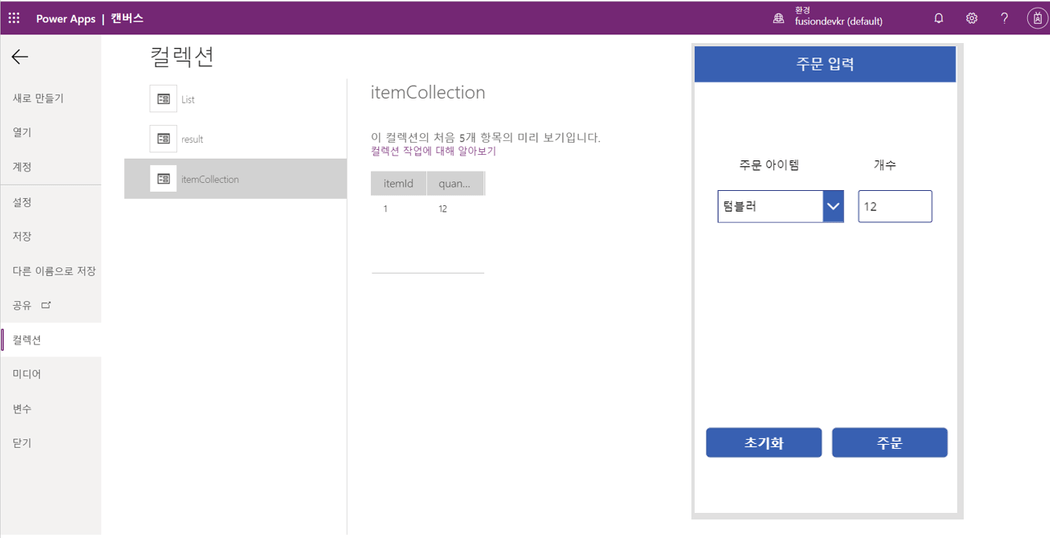 Power Apps | 캔버스
환경
fusiondevkr (default)
새로 만들기
열기
계정
설정
저장
다른 이름으로 저장
공유
컬렉션
미디어
변수
닫기
컬렉션
List
result
itemCollection
itemCollection
이 컬렉션의 처음 5개 항목의 미리 보기입니다.
컬렉션 작업에 대해 알아보기
itemId quan...
1 12
주문 입력
주문 아이템 개수
텀블러 12
초기화 주문